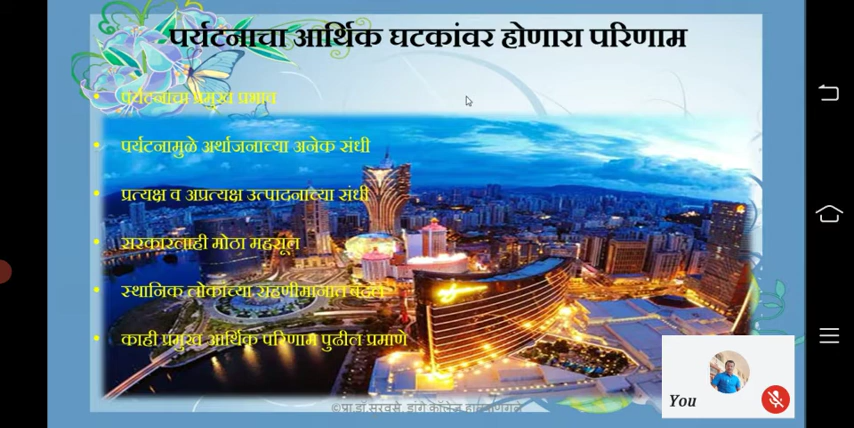 पर्यटनाचा आर्थिक घटकांवर होणारा परिणाम
पर्यटनाचा प्रमुख प्रभाव
पर्यटनामुळे अर्थाजनाच्या अनेक संधी
प्रत्यक्ष व अप्रत्यक्ष उत्पादनाच्या संधी
सरकारलाही मोठा महसूल
स्थानिक लोकांच्या राहणीमानात बदल
काही प्रमुख आर्थिक परिणाम पुढील प्रमाणे
©प्रा.डॉ.सरवसे, डांगे कॉलेज
You